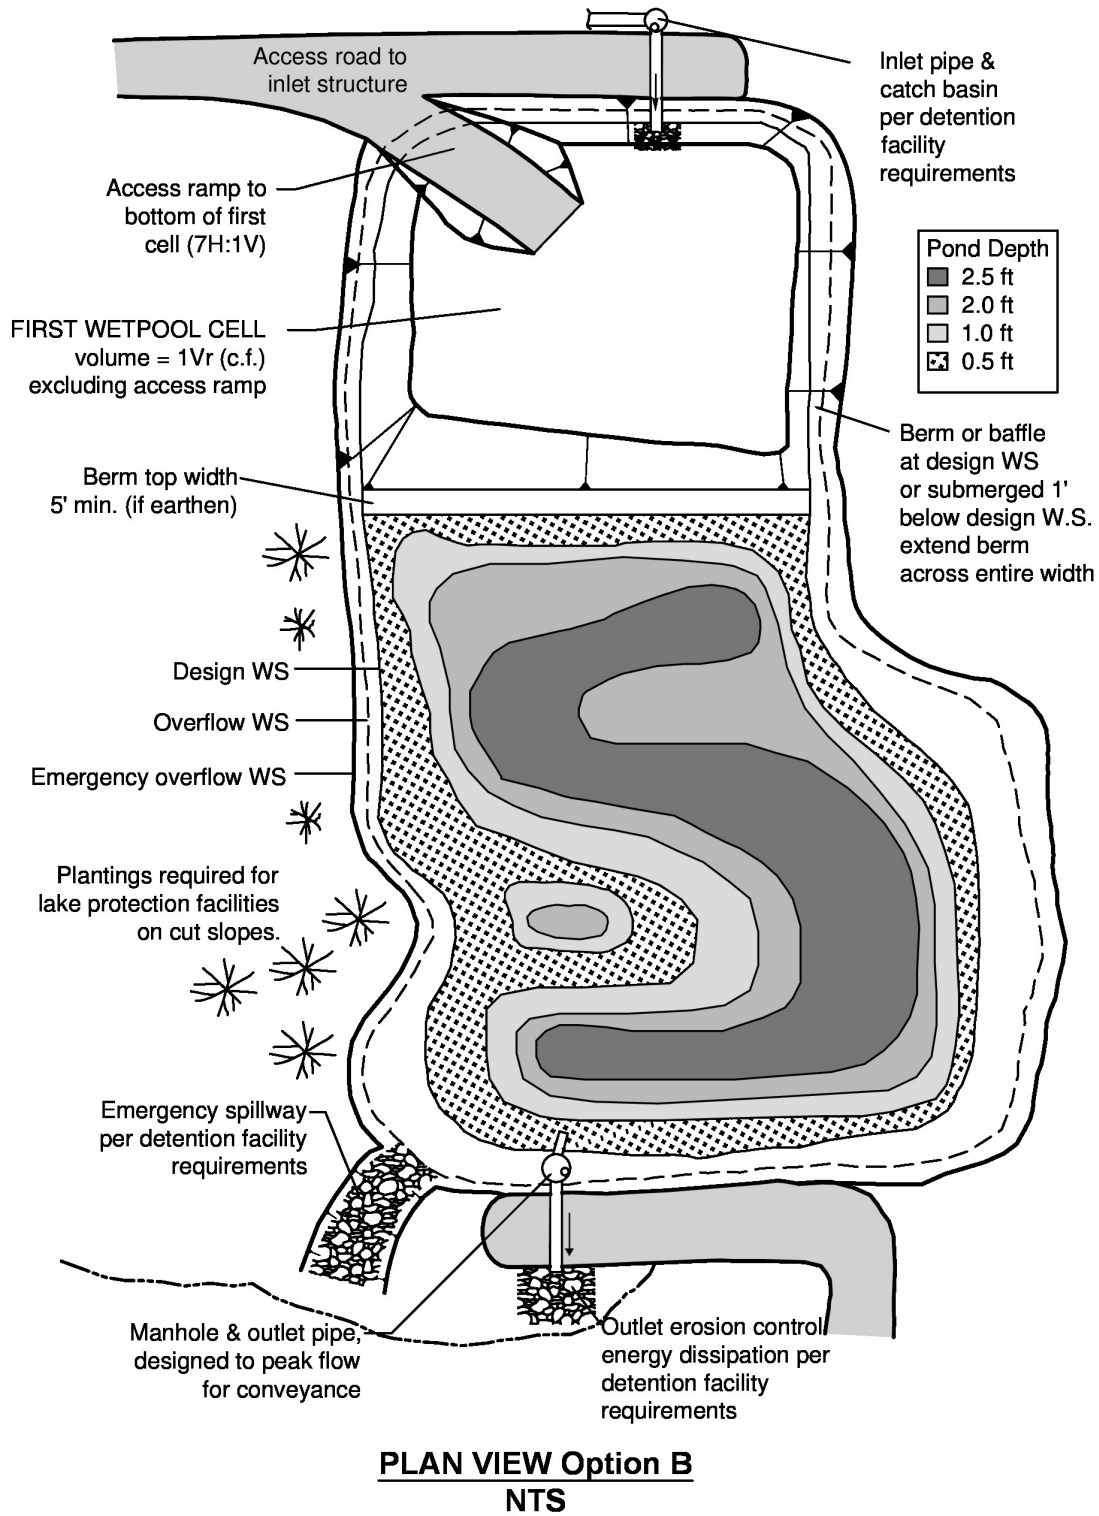 Access road to
inlet structure
Inlet pipe &
catch basin
per detention
facility
requirements
Access ramp to
bottom of first
cell (7H:1V)
Pond Depth
2.5 ft
2.0 ft
1.0 ft
0.5 ft
FIRST WETPOOL CELL
volume = 1Vr (c.f.)
excluding access ramp
Berm or baffle
at design WS
or submerged 1'
below design W.S.
extend berm
across entire width
Berm top width
5' min. (if earthen)
Design WS
Overflow WS
Emergency overflow WS
Plantings required for
lake protection facilities
on cut slopes.
Emergency spillway
per detention facility
requirements
Manhole & outlet pipe,
designed to peak flow
for conveyance
Outlet erosion control
energy dissipation per
detention facility
requirements
PLAN VIEW Option B
NTS